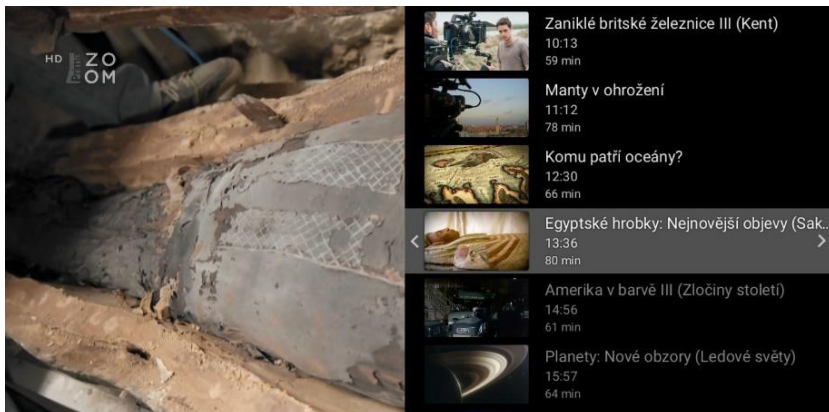 HD
ZO
OM
Zaniklé britské železnice III (Kent)
10:13
59 min
Manty v ohrožení
11:12
78 min
Komu patří oceány?
12:30
66 min
Egyptské hrobky: Nejnovější objevy (Sak..
13:36
80 min
Amerika v barvě III (Zločiny století)
14:56
61 min
Planety: Nové obzory (Ledové světy)
15:57
64 min